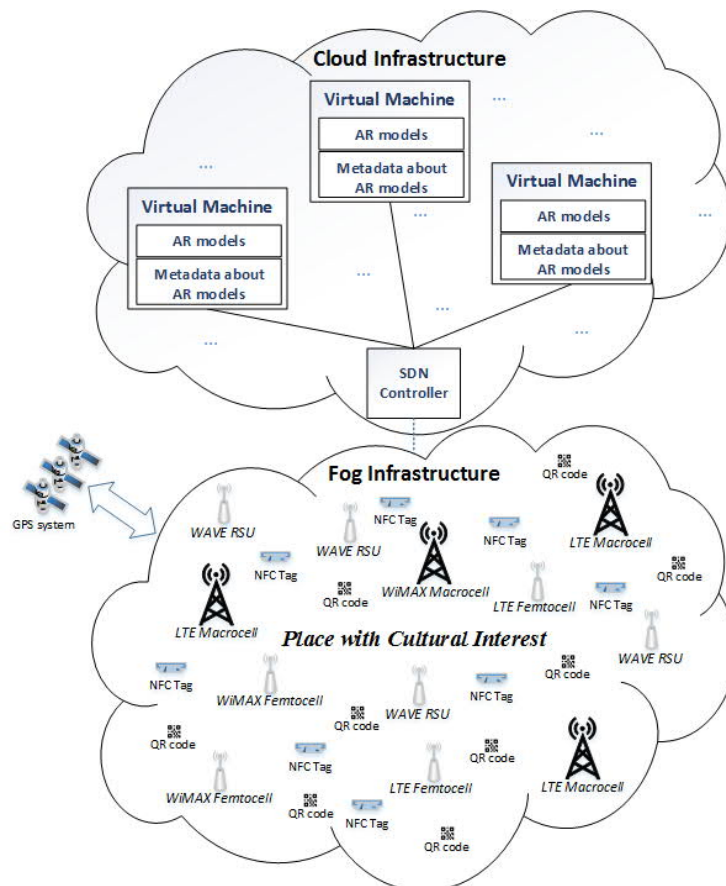 Cloud Infrastructure
Virtual Machine
AR models
Metadata about
AR models
...
...
Virtual Machine
AR models
Metadata about
AR models
...
...
Virtual Machine
AR models
Metadata about
AR models
...
...
...
...
...
SDN
Controller
GPS system
Fog Infrastructure
QR code
WAVE RSU
NFC Tag
WAVE RSU
NFC Tag
LTE Macrocell
NFC Tag
QR code
WiMAX Macrocell
LTE Femtocell
NFC Tag
QR code
LTE Macrocell
Place with Cultural Interest
WAVE RSU
NFC Tag
WiMAX Femtocell
WAVE RSU
NFC Tag
QR code
QR code
QR code
NFC Tag
QR code
WiMAX Femtocell
LTE Femtocell
LTE Macrocell
QR code
NFC Tag
QR code